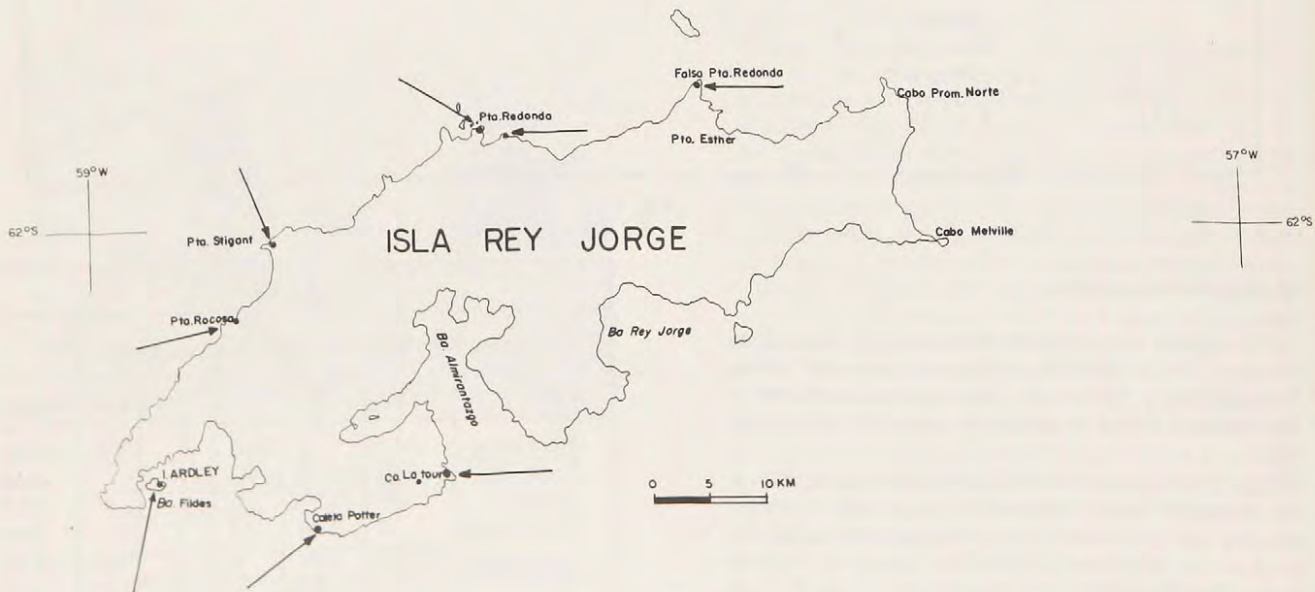 Falsa Pta. Redonda
Cabo Prom. Norte
Pta. Redonda
Pta. Esther
59°W
57°W
62°S
62°S
Pta. Stigant
ISLA REY JORGE
Cabo Melville
Pta. Rocosa
Ba. Almirantazgo
Ba Rey Jorge
I. ARDLEY
Co. La tour
0 5 10 KM
Ba. Fildes
Caleta Potter